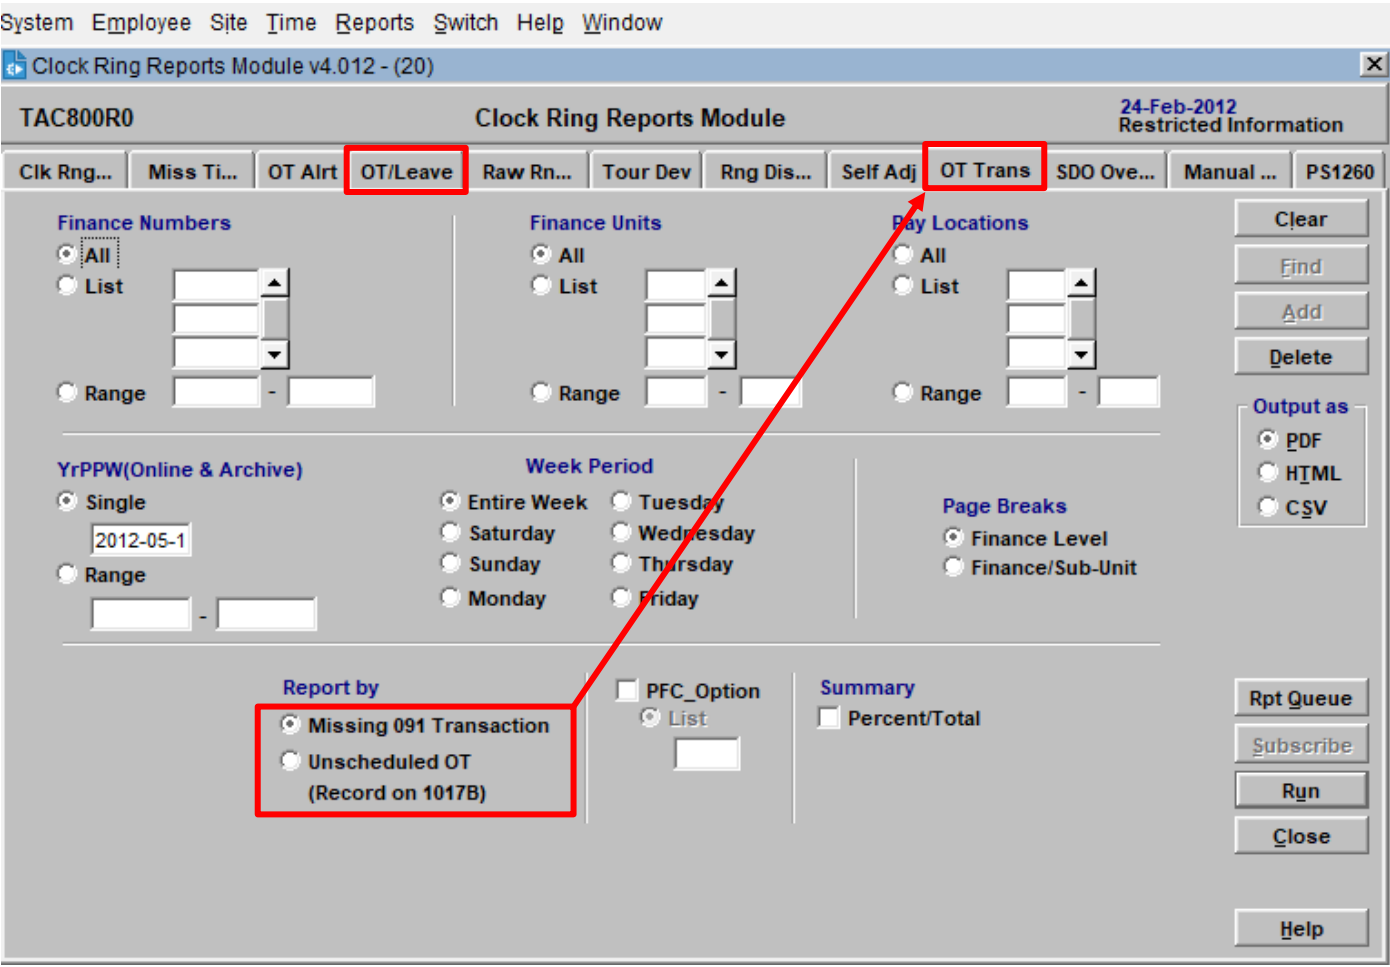 System Employee Site Time Reports Switch Help Window
Clock Ring Reports Module v4.012 - (20)
TAC800R0 Clock Ring Reports Module 24-Feb-2012
Restricted Information
Clk Rng... Miss Ti... OT Alrt OT/Leave Raw Rn... Tour Dev Rng Dis... Self Adj OT Trans SDO Ove... Manual ... PS1260
Finance Numbers Finance Units Pay Locations Clear
All All All
List List List Find
Add
Delete
Range - Range - Range -
Output as
PDF
HTML
CSV
YrPPW(Online & Archive) Week Period
Single Entire Week Tuesday Page Breaks
2012-05-1 Saturday Wednesday Finance Level
Range Sunday Thursday Finance/Sub-Unit
- Monday Friday
Report by PFC_Option Summary Rpt Queue
Missing 091 Transaction List Percent/Total
Subscribe
Unscheduled OT
(Record on 1017B) Run
Close
Help